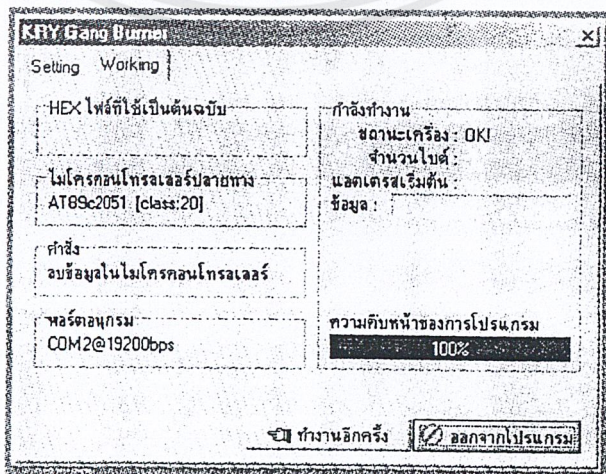 KRY Gang Burner
Setting Working
HEX ไฟล์ที่ใช้เป็นต้นฉบับ
ไมโครคอนโทรลเลอร์ปลายทาง
AT89c2051 [class:20]
คำสั่ง
ลบข้อมูลในไมโครคอนโทรลเลอร์
พอร์ตอนุกรม
COM2@19200bps
กำลังทำงาน
สถานะเครื่อง : OK!
จำนวนไบต์ :
แอดเดรสเริ่มต้น :
ข้อมูล :
ความคืบหน้าของการโปรแกรม
100%
ทำงานอีกครั้ง
ออกจากโปรแกรม